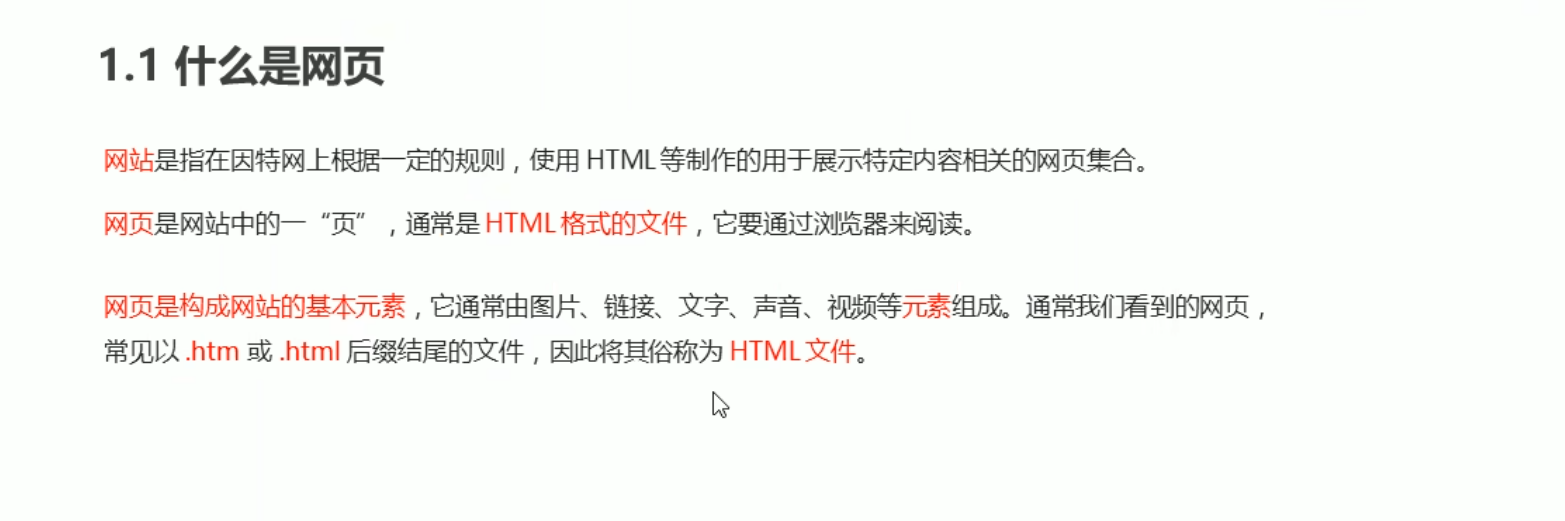 1.1 什么是网页
网站是指在因特网上根据一定的规则，使用 HTML 等制作的用于展示特定内容相关的网页集合。
网页是网站中的一“页”，通常是 HTML 格式的文件，它要通过浏览器来阅读。
网页是构成网站的基本元素，它通常由图片、链接、文字、声音、视频等元素组成。通常我们看到的网页，
常见以 .htm 或 .html 后缀结尾的文件，因此将其俗称为 HTML 文件。